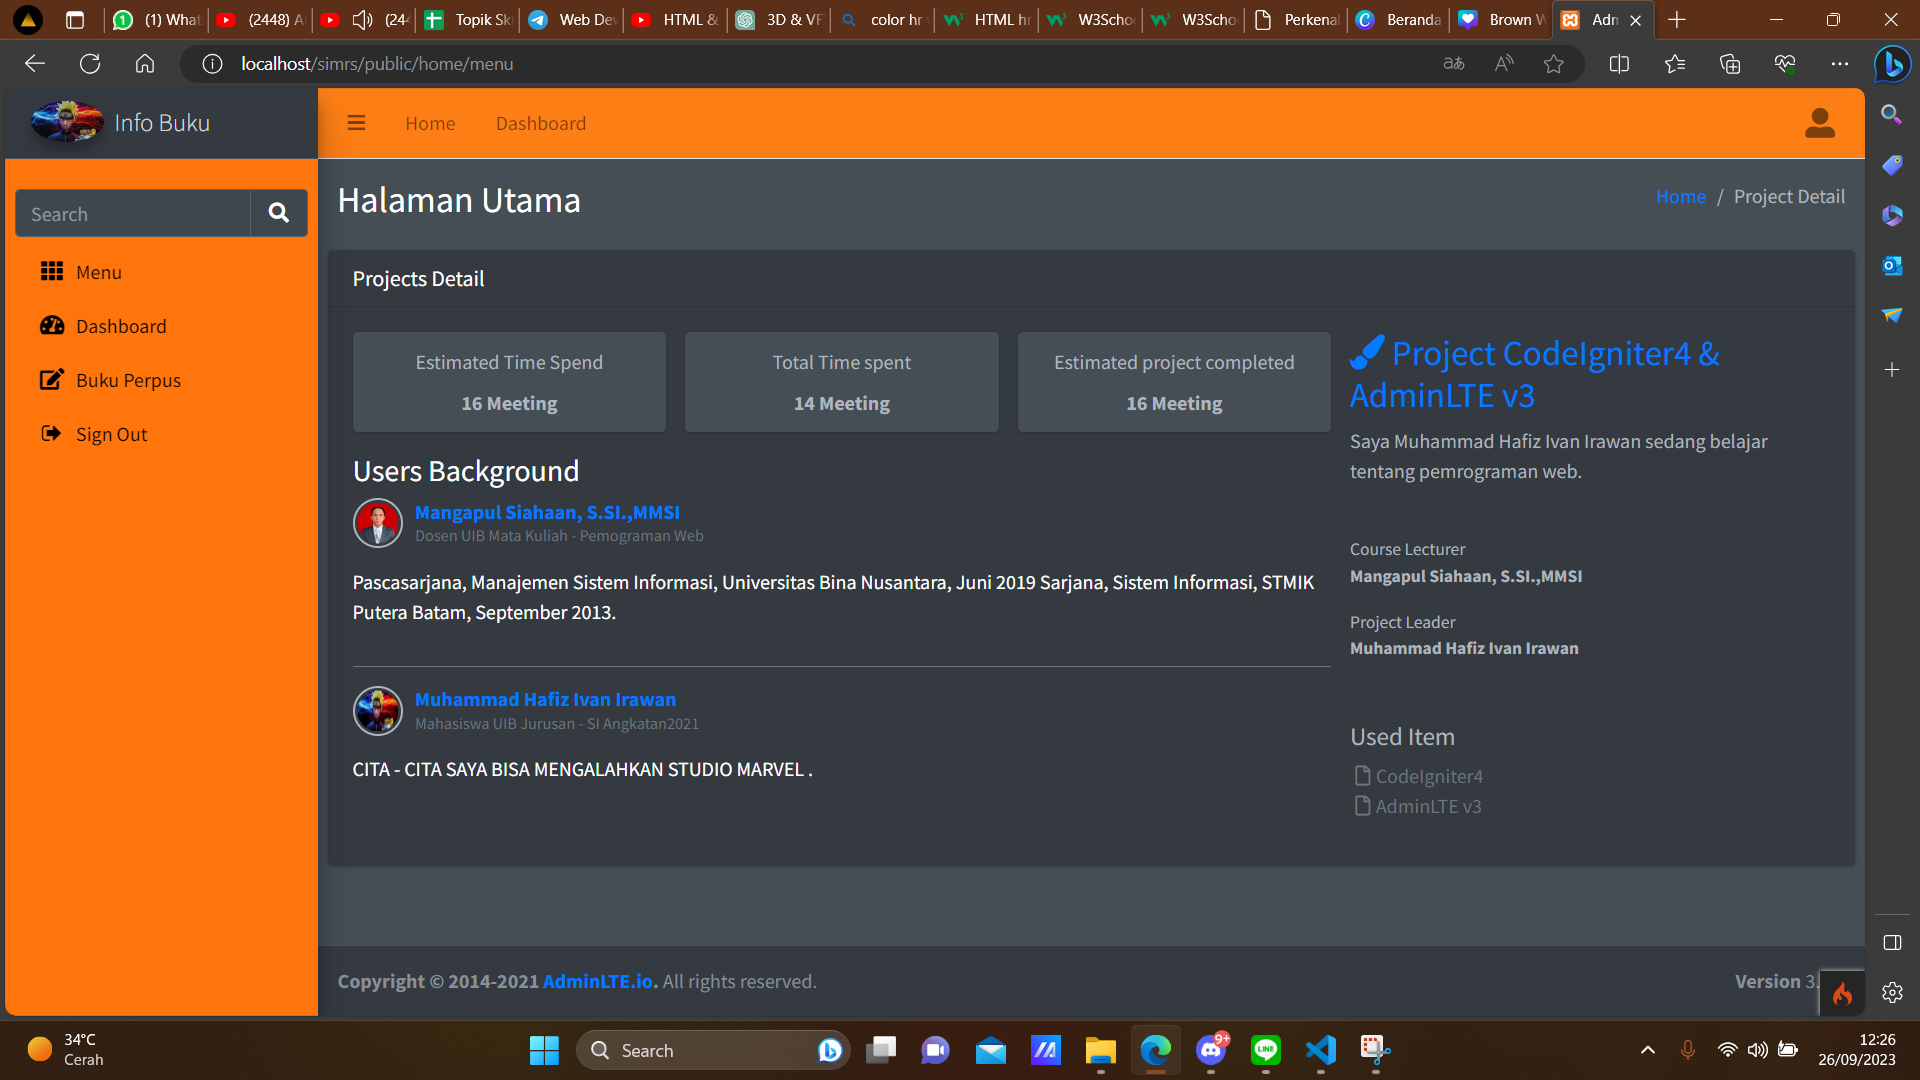 (1) What
(2448) A
(24
Topik Sk
Web Dev
HTML &
3D & VF
color hr
HTML hr
W3Scho
W3Scho
Perkenal
Beranda
Brown W
Adm
localhost/simrs/public/home/menu
Info Buku
Home
Dashboard
Search
Menu
Dashboard
Buku Perpus
Sign Out
Halaman Utama
Home / Project Detail
Projects Detail
Estimated Time Spend
16 Meeting
Total Time spent
14 Meeting
Estimated project completed
16 Meeting
Users Background
Mangapul Siahaan, S.SI.,MMSI
Dosen UIB Mata Kuliah - Pemograman Web
Pascasarjana, Manajemen Sistem Informasi, Universitas Bina Nusantara, Juni 2019 Sarjana, Sistem Informasi, STMIK
Putera Batam, September 2013.
Muhammad Hafiz Ivan Irawan
Mahasiswa UIB Jurusan - SI Angkatan2021
CITA - CITA SAYA BISA MENGALAHKAN STUDIO MARVEL .
Project CodeIgniter4 &
AdminLTE v3
Saya Muhammad Hafiz Ivan Irawan sedang belajar
tentang pemrograman web.
Course Lecturer
Mangapul Siahaan, S.SI.,MMSI
Project Leader
Muhammad Hafiz Ivan Irawan
Used Item
CodeIgniter4
AdminLTE v3
Copyright © 2014-2021 AdminLTE.io. All rights reserved.
Version 3.
34°C
Cerah
Search
9+
LINE
12:26
26/09/2023